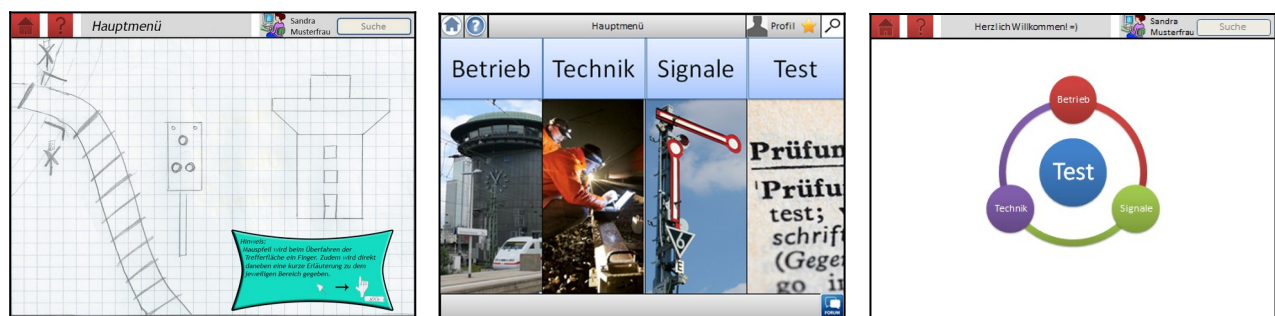 Hauptmenü
Sandra
Musterfrau
Suche
Hinweis:
Mauspfeil wird beim Überfahren der
Trefferfläche ein Finger. Zudem wird direkt
daneben eine kurze Erläuterung zu dem
jeweiligen Bereich gegeben.
Hauptmenü
Profil
Betrieb
Technik
Signale
Test
6
E
Prüfun
Prüfu
test;
schrift
(Gege
go in
FORUM
Herzlich Willkommen! =)
Sandra
Musterfrau
Suche
Betrieb
Test
Technik
Signale